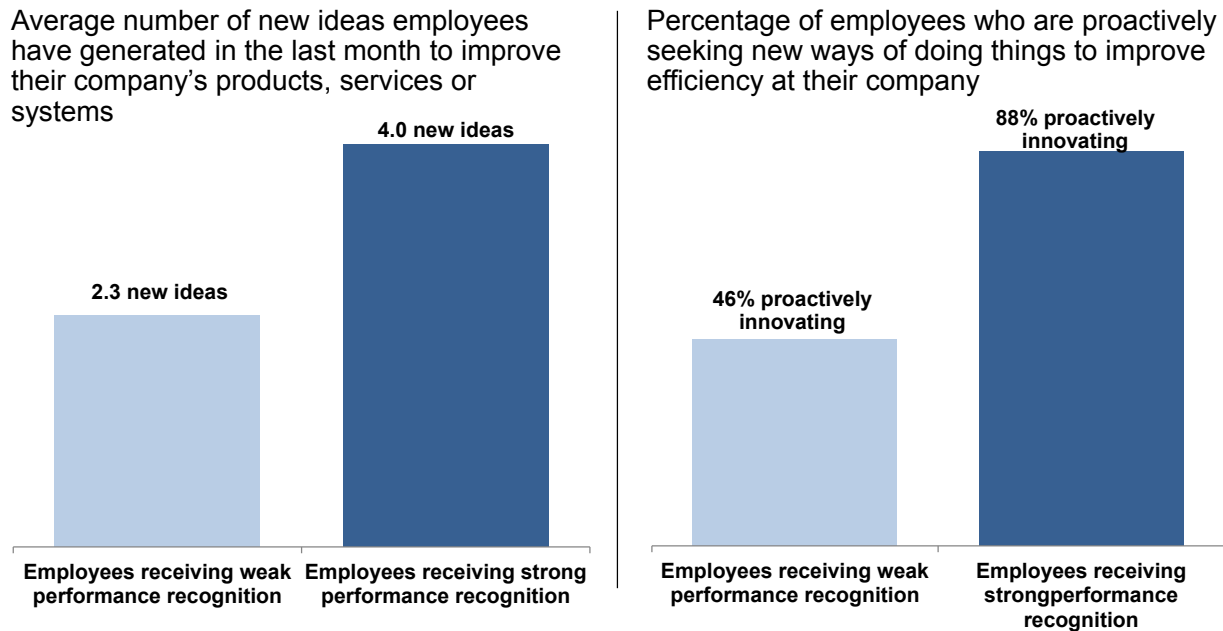 Average number of new ideas employees
have generated in the last month to improve
their company’s products, services or
systems
4.0 new ideas
2.3 new ideas
Employees receiving weak
performance recognition
Employees receiving strong
performance recognition
Percentage of employees who are proactively
seeking new ways of doing things to improve
efficiency at their company
88% proactively
innovating
46% proactively
innovating
Employees receiving weak
performance recognition
Employees receiving
strongperformance
recognition